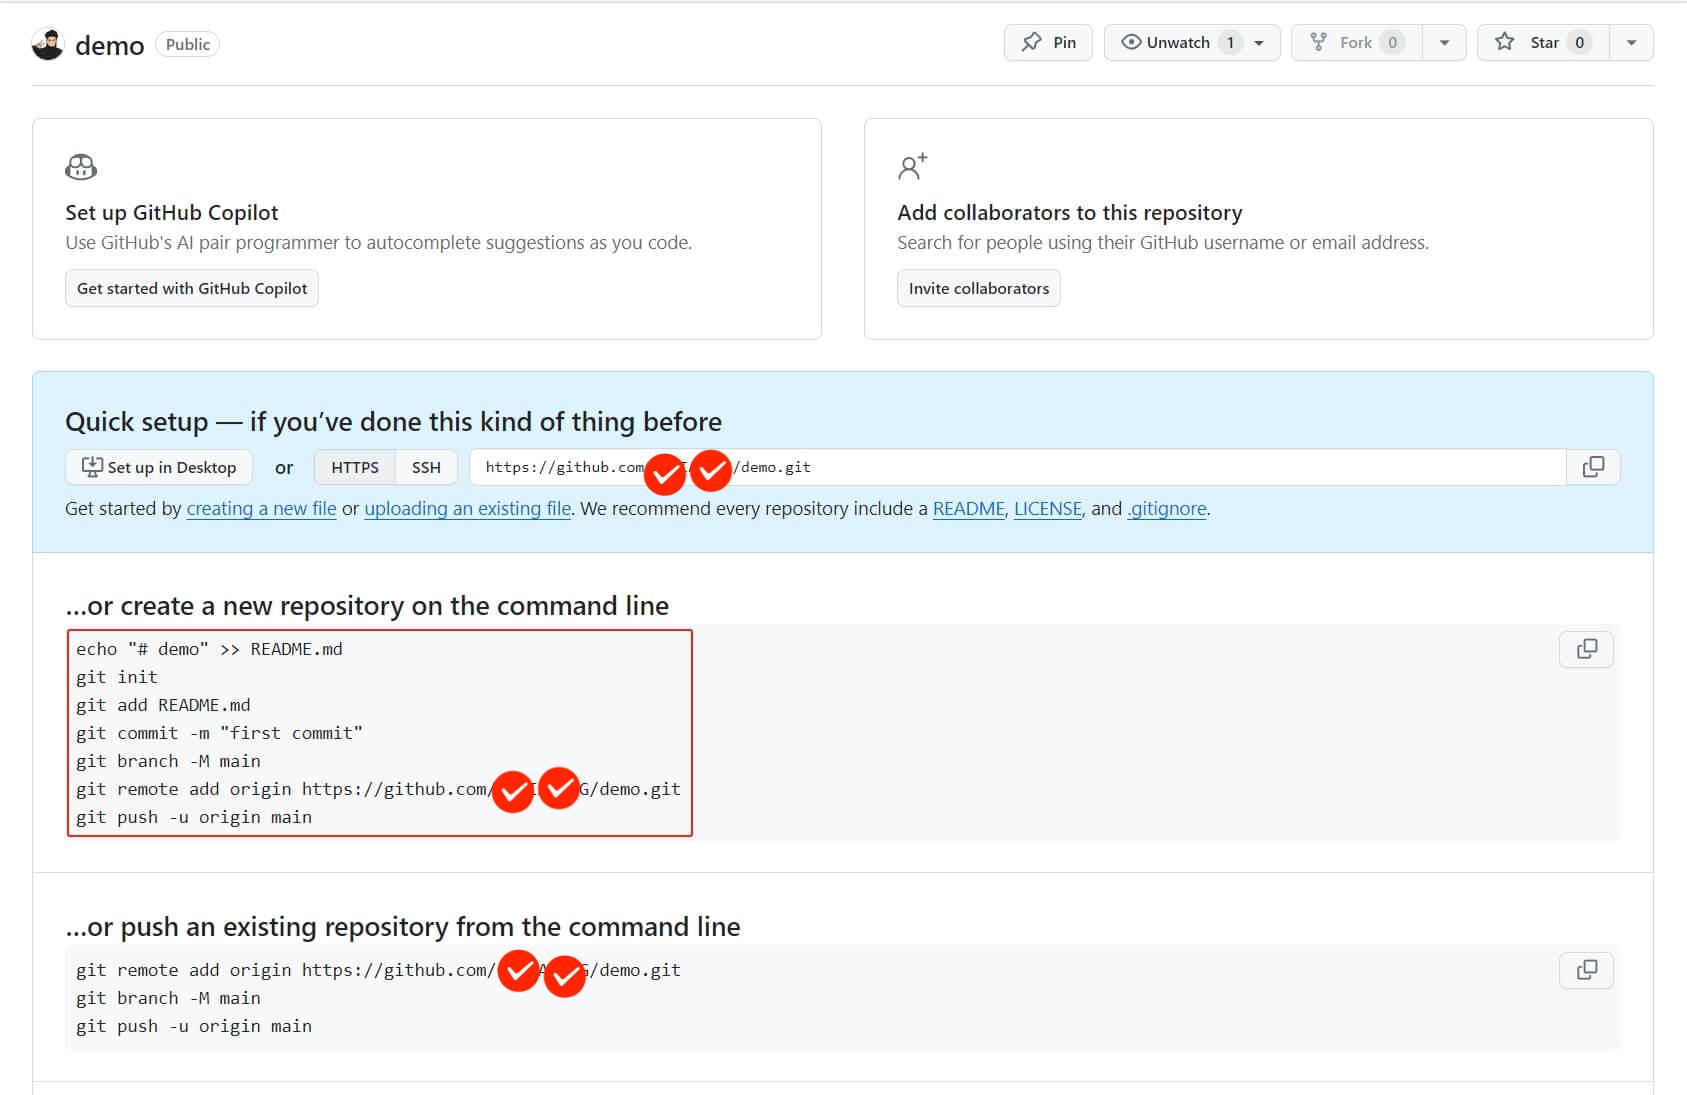 demo Public
Pin
Unwatch 1
Fork 0
Star 0
Set up GitHub Copilot
Use GitHub's AI pair programmer to autocomplete suggestions as you code.
Get started with GitHub Copilot
Add collaborators to this repository
Search for people using their GitHub username or email address.
Invite collaborators
Quick setup — if you’ve done this kind of thing before
Set up in Desktop or HTTPS SSH https://github.com /demo.git
Get started by creating a new file or uploading an existing file. We recommend every repository include a README, LICENSE, and .gitignore.
...or create a new repository on the command line
echo "# demo" >> README.md
git init
git add README.md
git commit -m "first commit"
git branch -M main
git remote add origin https://github.com/ G/demo.git
git push -u origin main
...or push an existing repository from the command line
git remote add origin https://github.com/ /demo.git
git branch -M main
git push -u origin main